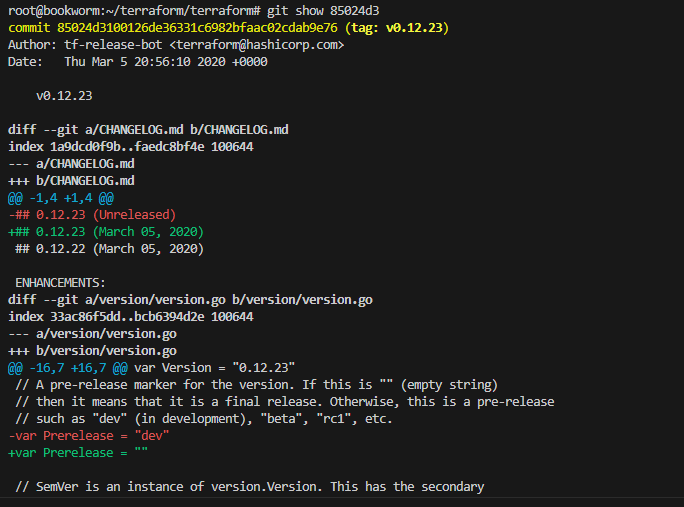 root@bookworm:~/terraform/terraform# git show 85024d3
commit 85024d3100126de36331c6982bfaac02cdab9e76 (tag: v0.12.23)
Author: tf-release-bot <terraform@hashicorp.com>
Date:   Thu Mar 5 20:56:10 2020 +0000

    v0.12.23

diff --git a/CHANGELOG.md b/CHANGELOG.md
index 1a9dcd0f9b..faedc8bf4e 100644
--- a/CHANGELOG.md
+++ b/CHANGELOG.md
@@ -1,4 +1,4 @@
-## 0.12.23 (Unreleased)
+## 0.12.23 (March 05, 2020)
 ## 0.12.22 (March 05, 2020)

 ENHANCEMENTS:
diff --git a/version/version.go b/version/version.go
index 33ac86f5dd..bcb6394d2e 100644
--- a/version/version.go
+++ b/version/version.go
@@ -16,7 +16,7 @@ var Version = "0.12.23"
 // A pre-release marker for the version. If this is "" (empty string)
 // then it means that it is a final release. Otherwise, this is a pre-release
 // such as "dev" (in development), "beta", "rc1", etc.
-var Prerelease = "dev"
+var Prerelease = ""

 // SemVer is an instance of version.Version. This has the secondary